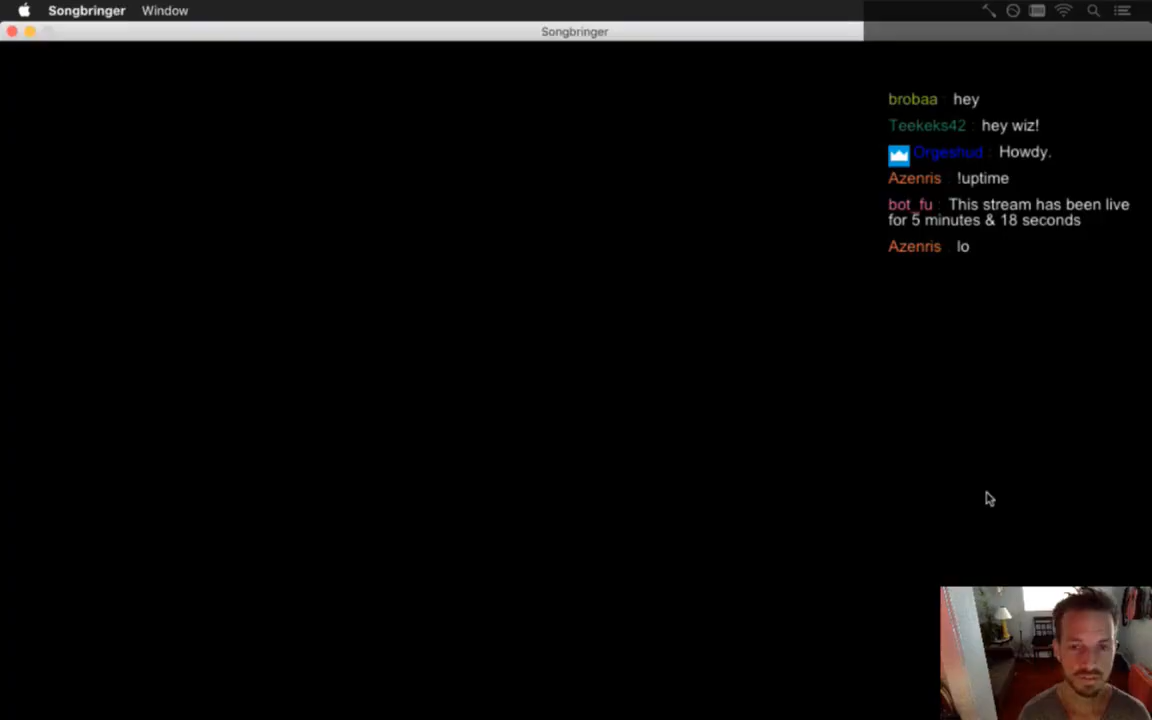 Songbringer Window
Songbringer
brobaa : hey
Teekeks42 : hey wiz!
Orgeshud : Howdy.
Azenris !uptime
bot_fu : This stream has been live
for 5 minutes & 18 seconds
Azenris lo